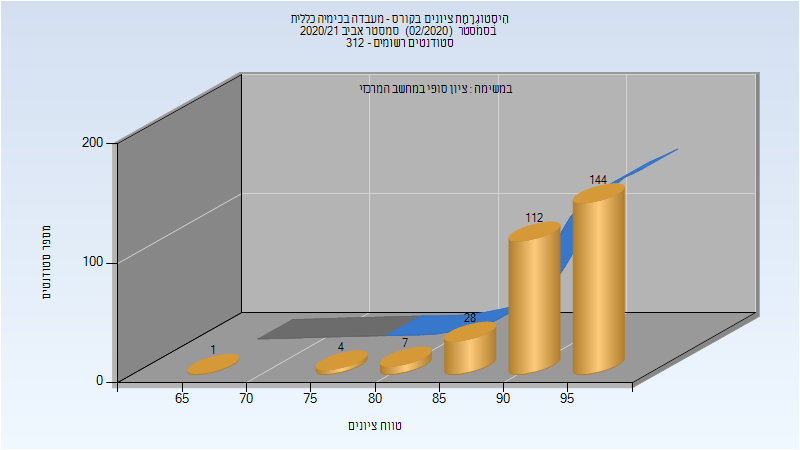 היסטוגרמת ציונים בקורס - מעבדה בכימיה כללית
בסמסטר (02/2020) סמסטר אביב 2020/21
סטודנטים רשומים - 312
במשימה : ציון סופי במחשב המרכזי
200
100
0
מספר סטודנטים
1
4
7
28
112
144
65
70
75
80
85
90
95
טווח ציונים